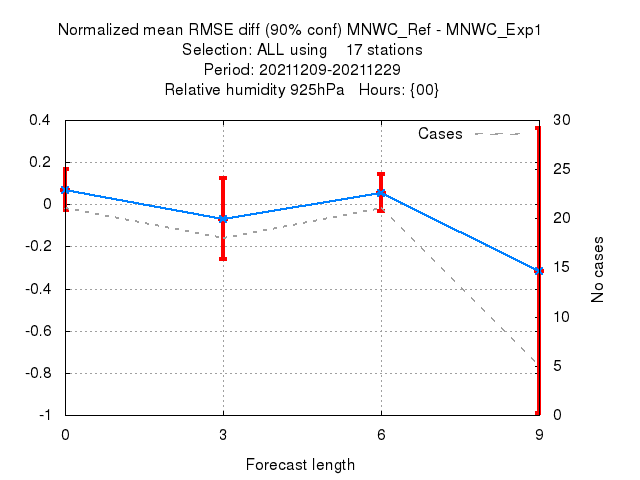 Normalized mean RMSE diff (90% conf) MNWC_Ref - MNWC_Exp1
Selection: ALL using    17 stations
Period: 20211209-20211229
Relative humidity 925hPa   Hours: {00}
Cases
0.4
0.2
0
-0.2
-0.4
-0.6
-0.8
-1
30
25
20
15
10
5
0
No cases
0 3 6 9
Forecast length